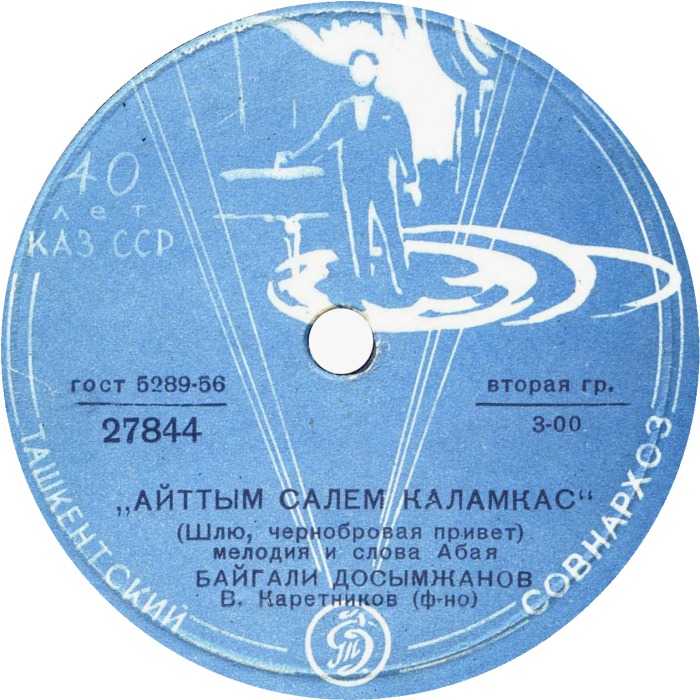 40
лет
КАЗ ССР
гост 5289-56
27844
вторая гр.
3-00
„АЙТТЫМ САЛЕМ КАЛАМКАС“
(Шлю, чернобровая привет)
мелодия и слова Абая
БАЙГАЛИ ДОСЫМЖАНОВ
В. Каретников (ф-но)
ТАШКЕНТСКИЙ
СОВНАРХОЗ